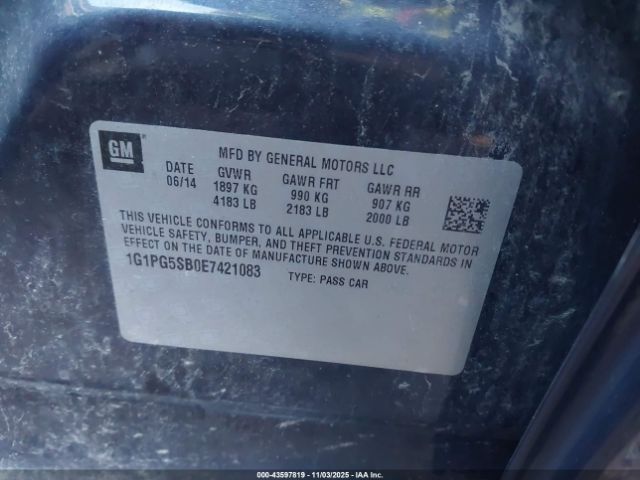 GM
MFD BY GENERAL MOTORS LLC
DATE GVWR GAWR FRT GAWR RR
06/14 1897 KG 990 KG 907 KG
4183 LB 2183 LB 2000 LB
THIS VEHICLE CONFORMS TO ALL APPLICABLE U.S. FEDERAL MOTOR
VEHICLE SAFETY, BUMPER, AND THEFT PREVENTION STANDARDS IN
EFFECT ON THE DATE OF MANUFACTURE SHOWN ABOVE.
1G1PG5SB0E7421083 TYPE: PASS CAR
000-43597819 - 11/03/2025 - IAA Inc.